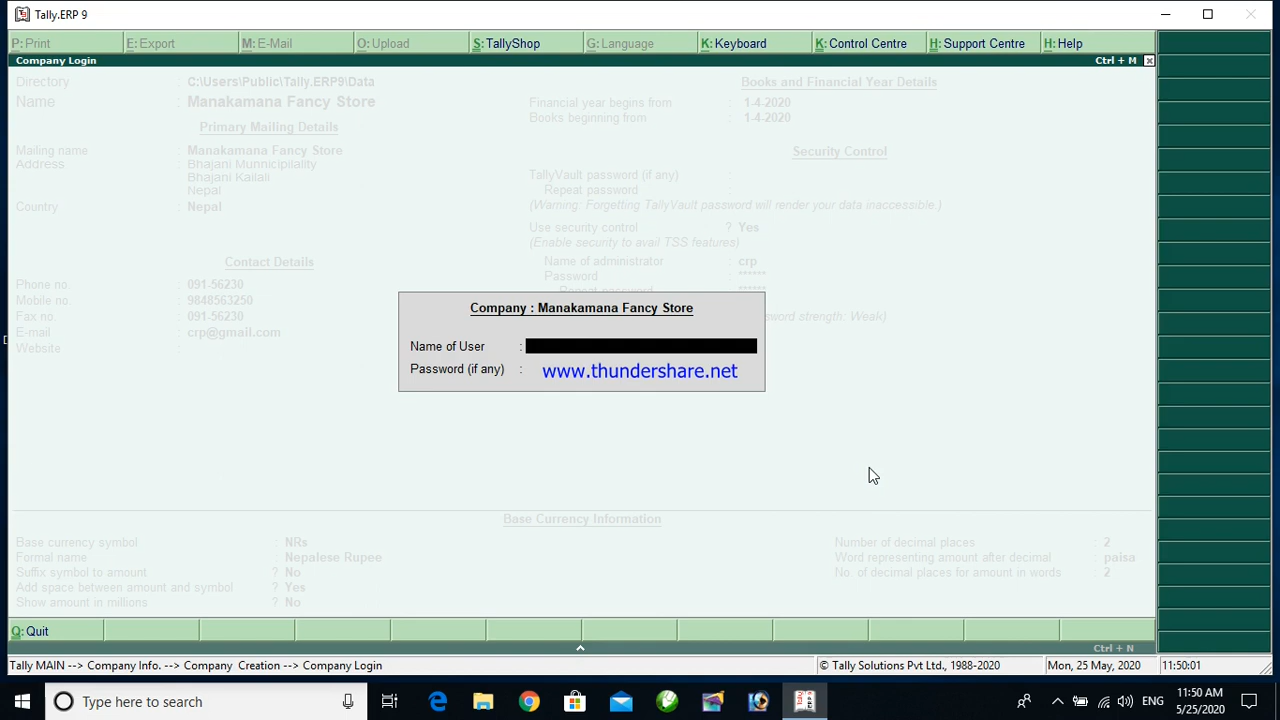 Tally.ERP 9
P: Print E: Export M: E-Mail O: Upload S: TallyShop G: Language K: Keyboard K: Control Centre H: Support Centre H: Help
Company Login Ctrl + M
Directory : C:\Users\Public\Tally.ERP9\Data
Name : Manakamana Fancy Store
Primary Mailing Details
Mailing name : Manakamana Fancy Store
Address : Bhajani Munnicipilality
Bhajani Kailali
Nepal
Country : Nepal
Contact Details
Phone no. : 091-56230
Mobile no. : 9848563250
Fax no. : 091-56230
E-mail : crp@gmail.com
Website :
Books and Financial Year Details
Financial year begins from : 1-4-2020
Books beginning from : 1-4-2020
Security Control
TallyVault password (if any) :
Repeat password :
(Warning: Forgetting TallyVault password will render your data inaccessible.)
Use security control ? Yes
(Enable security to avail TSS features)
Name of administrator : crp
Password : ******
Repeat password : ******
sword strength: Weak)
Company : Manakamana Fancy Store
Name of User :
Password (if any) : www.thundershare.net
Base Currency Information
Base currency symbol : NRs
Formal name : Nepalese Rupee
Suffix symbol to amount ? No
Add space between amount and symbol ? Yes
Show amount in millions ? No
Number of decimal places : 2
Word representing amount after decimal : paisa
No. of decimal places for amount in words : 2
Q: Quit
Ctrl + N
Tally MAIN --> Company Info. --> Company Creation --> Company Login © Tally Solutions Pvt Ltd., 1988-2020 Mon, 25 May, 2020 11:50:01
Type here to search ENG 11:50 AM
5/25/2020